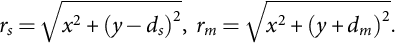 $r_s = \sqrt{x^2 + (y - d_s)^2}, \; r_m = \sqrt{x^2 + (y + d_m)^2}.$